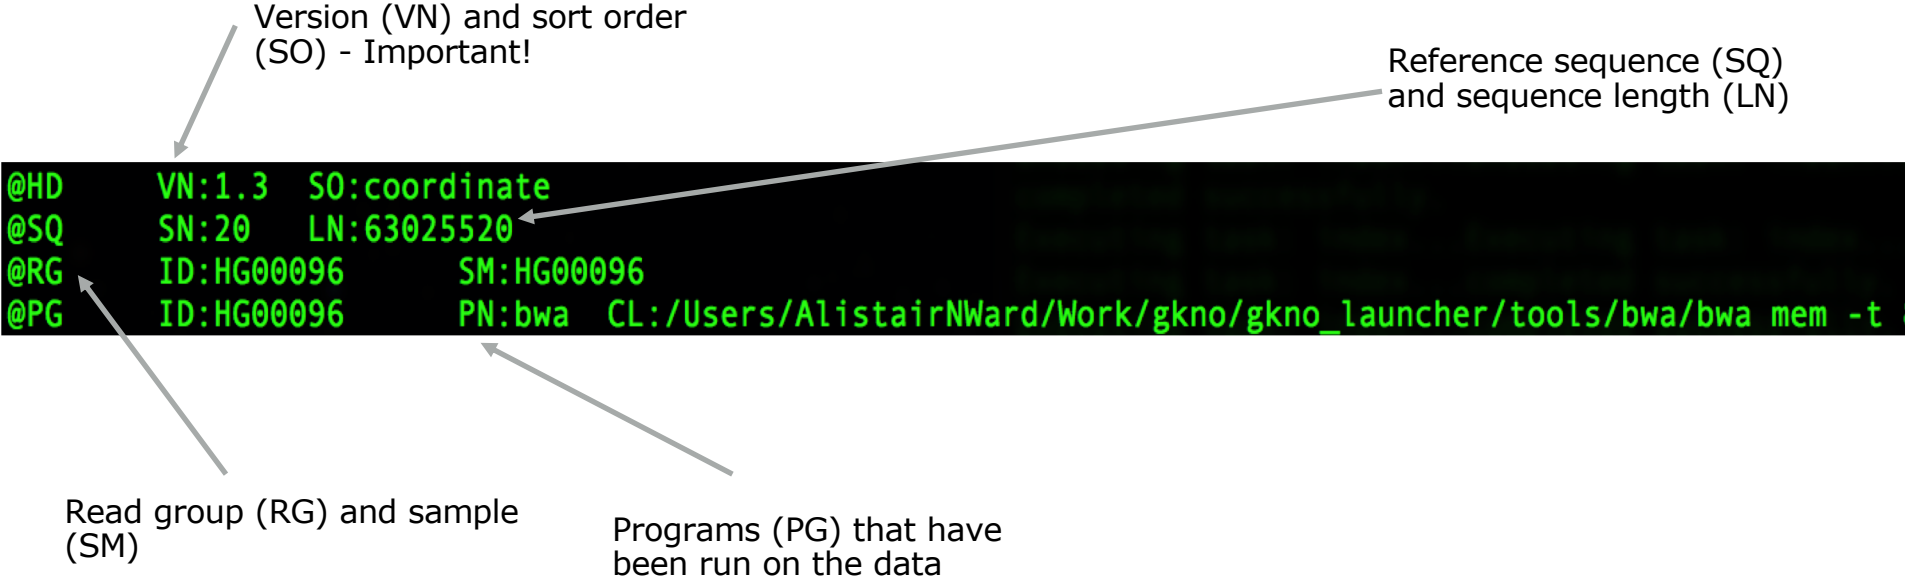 Version (VN) and sort order
(SO) - Important!
Reference sequence (SQ)
and sequence length (LN)
@HD VN:1.3 SO:coordinate
@SQ SN:20 LN:63025520
@RG ID:HG00096 SM:HG00096
@PG ID:HG00096 PN:bwa CL:/Users/AlistairNWard/Work/gkno/gkno_launcher/tools/bwa/bwa mem -t
Read group (RG) and sample
(SM)
Programs (PG) that have
been run on the data